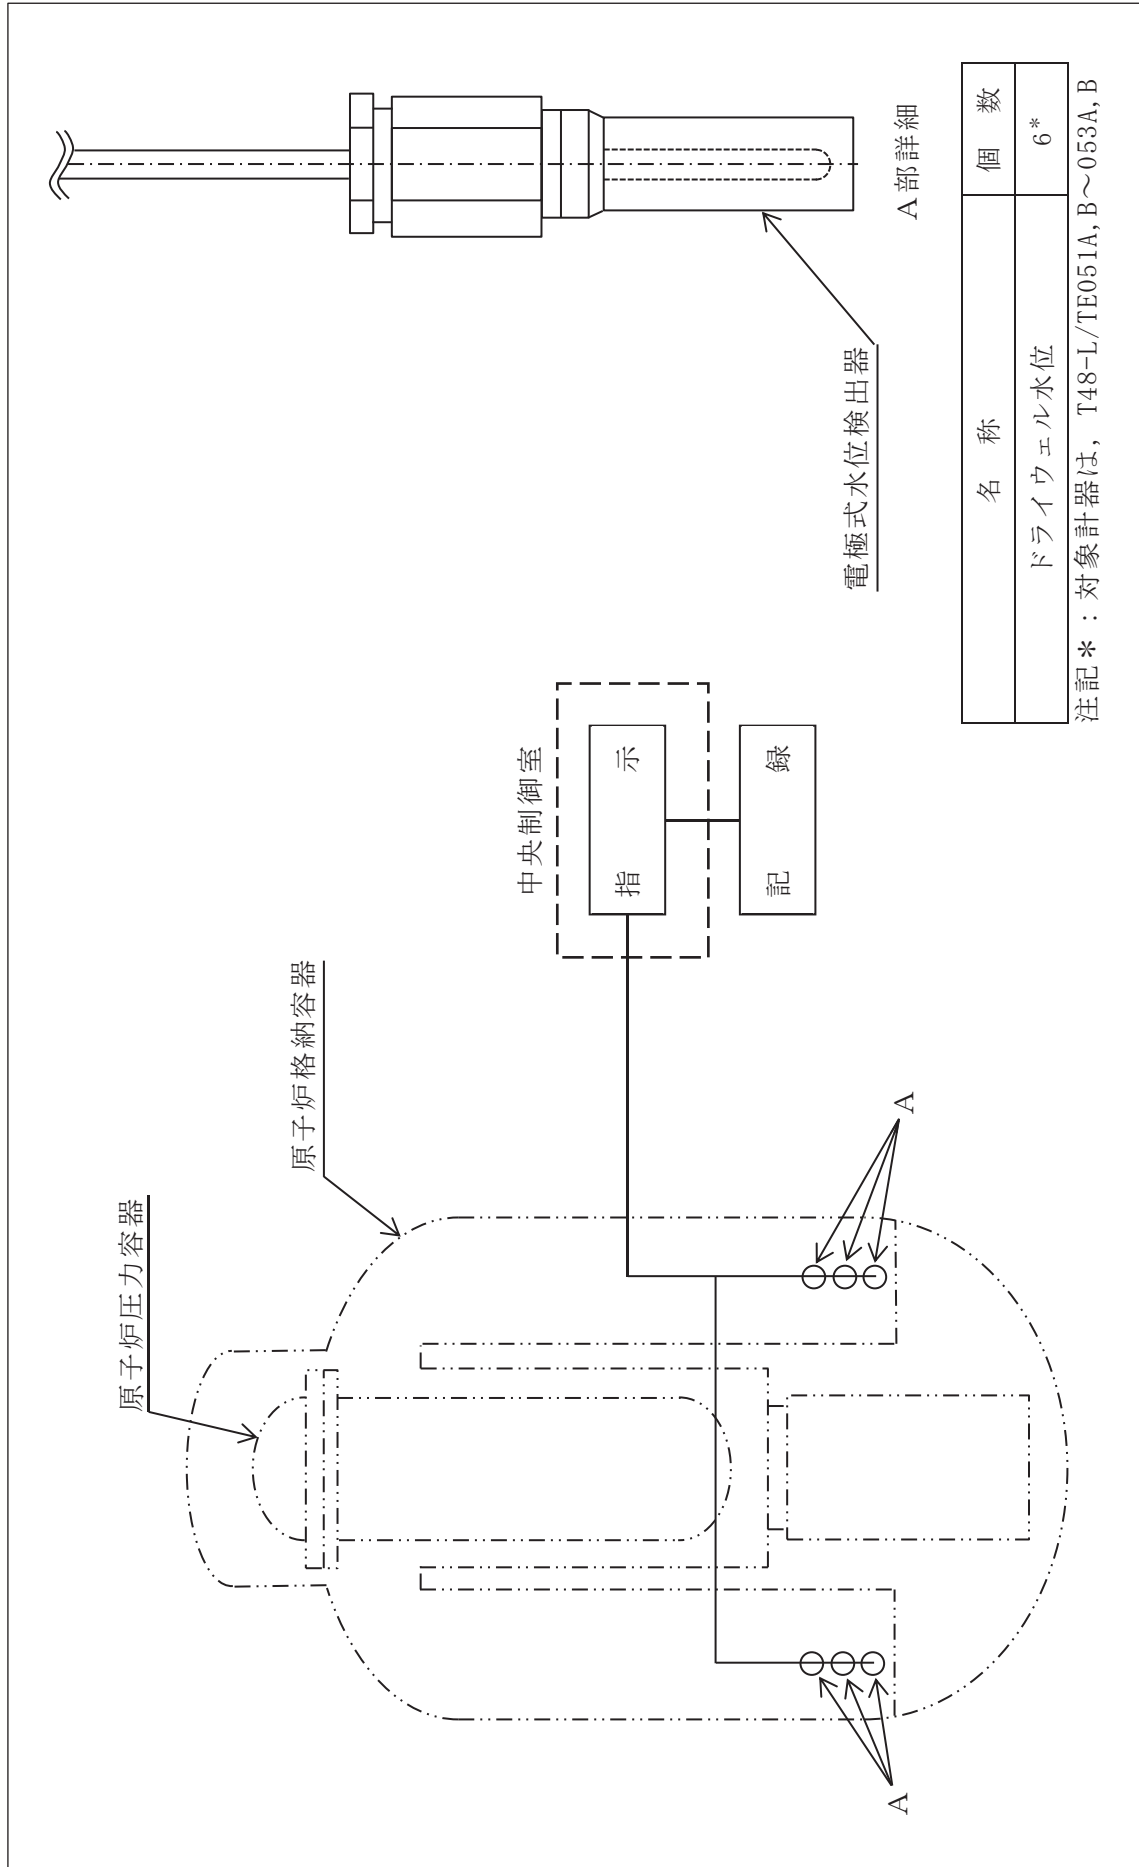 原子炉圧力容器
原子炉格納容器
中央制御室
指 示
記 録
A
A
電極式水位検出器
A部詳細
名 称 個 数
ドライウェル水位 6*
注記*:対象計器は, T48-L/TE051A,B~053A,B